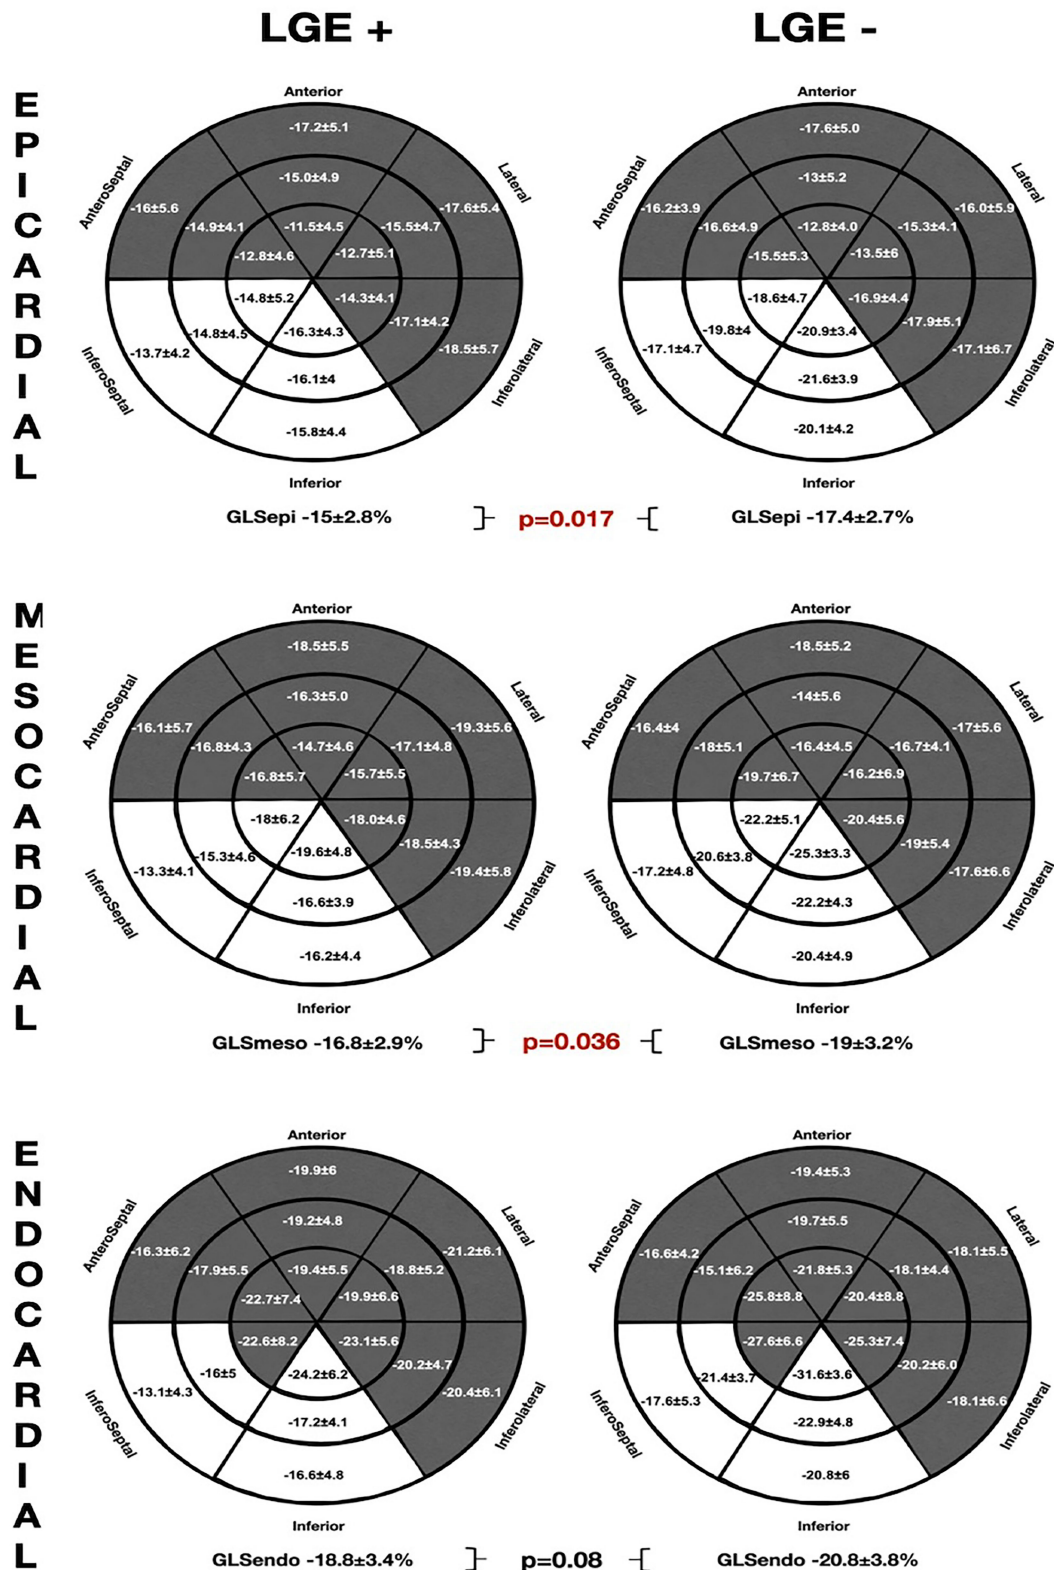 LGE +
LGE -
EPICARDIAL
Anterior
-17.2±5.1
AnteroSeptal
-16±5.6
-15.0±4.9
Lateral
-17.6±5.4
-14.9±4.1
-11.5±4.5
-15.5±4.7
-12.8±4.6
-12.7±5.1
-14.8±5.2
-14.3±4.1
-14.8±4.5
-16.3±4.3
-17.1±4.2
-13.7±4.2
-18.5±5.7
InferoSeptal
-16.1±4
Inferolateral
-15.8±4.4
Inferior
GLSepi -15±2.8%
p=0.017
Anterior
-17.6±5.0
AnteroSeptal
-16.2±3.9
-13±5.2
Lateral
-16.0±5.9
-16.6±4.9
-12.8±4.0
-15.3±4.1
-15.5±5.3
-13.5±6
-18.6±4.7
-16.9±4.4
-19.8±4
-20.9±3.4
-17.9±5.1
-17.1±4.7
-17.1±6.7
InferoSeptal
-21.6±3.9
Inferolateral
-20.1±4.2
Inferior
GLSepi -17.4±2.7%
MESOCARDIAL
Anterior
-18.5±5.5
AnteroSeptal
-16.1±5.7
-16.3±5.0
Lateral
-19.3±5.6
-16.8±4.3
-14.7±4.6
-17.1±4.8
-16.8±5.7
-15.7±5.5
-18±6.2
-18.0±4.6
-15.3±4.6
-19.6±4.8
-18.5±4.3
-13.3±4.1
-19.4±5.8
InferoSeptal
-16.6±3.9
Inferolateral
-16.2±4.4
Inferior
GLSmeso -16.8±2.9%
p=0.036
Anterior
-18.5±5.2
AnteroSeptal
-16.4±4
-14±5.6
Lateral
-17±5.6
-18±5.1
-16.4±4.5
-16.7±4.1
-19.7±6.7
-16.2±6.9
-22.2±5.1
-20.4±5.6
-20.6±3.8
-25.3±3.3
-19±5.4
-17.2±4.8
-17.6±6.6
InferoSeptal
-22.2±4.3
Inferolateral
-20.4±4.9
Inferior
GLSmeso -19±3.2%
ENDOCARDIAL
Anterior
-19.9±6
AnteroSeptal
-16.3±6.2
-19.2±4.8
Lateral
-21.2±6.1
-17.9±5.5
-19.4±5.5
-18.8±5.2
-22.7±7.4
-19.9±6.6
-22.6±8.2
-23.1±5.6
-16±5
-24.2±6.2
-20.2±4.7
-13.1±4.3
-20.4±6.1
InferoSeptal
-17.2±4.1
Inferolateral
-16.6±4.8
Inferior
GLSendo -18.8±3.4%
p=0.08
Anterior
-19.4±5.3
AnteroSeptal
-16.6±4.2
-19.7±5.5
Lateral
-18.1±5.5
-15.1±6.2
-21.8±5.3
-18.1±4.4
-25.8±8.8
-20.4±8.8
-27.6±6.6
-25.3±7.4
-21.4±3.7
-31.6±3.6
-20.2±6.0
-17.6±5.3
-18.1±6.6
InferoSeptal
-22.9±4.8
Inferolateral
-20.8±6
Inferior
GLSendo -20.8±3.8%